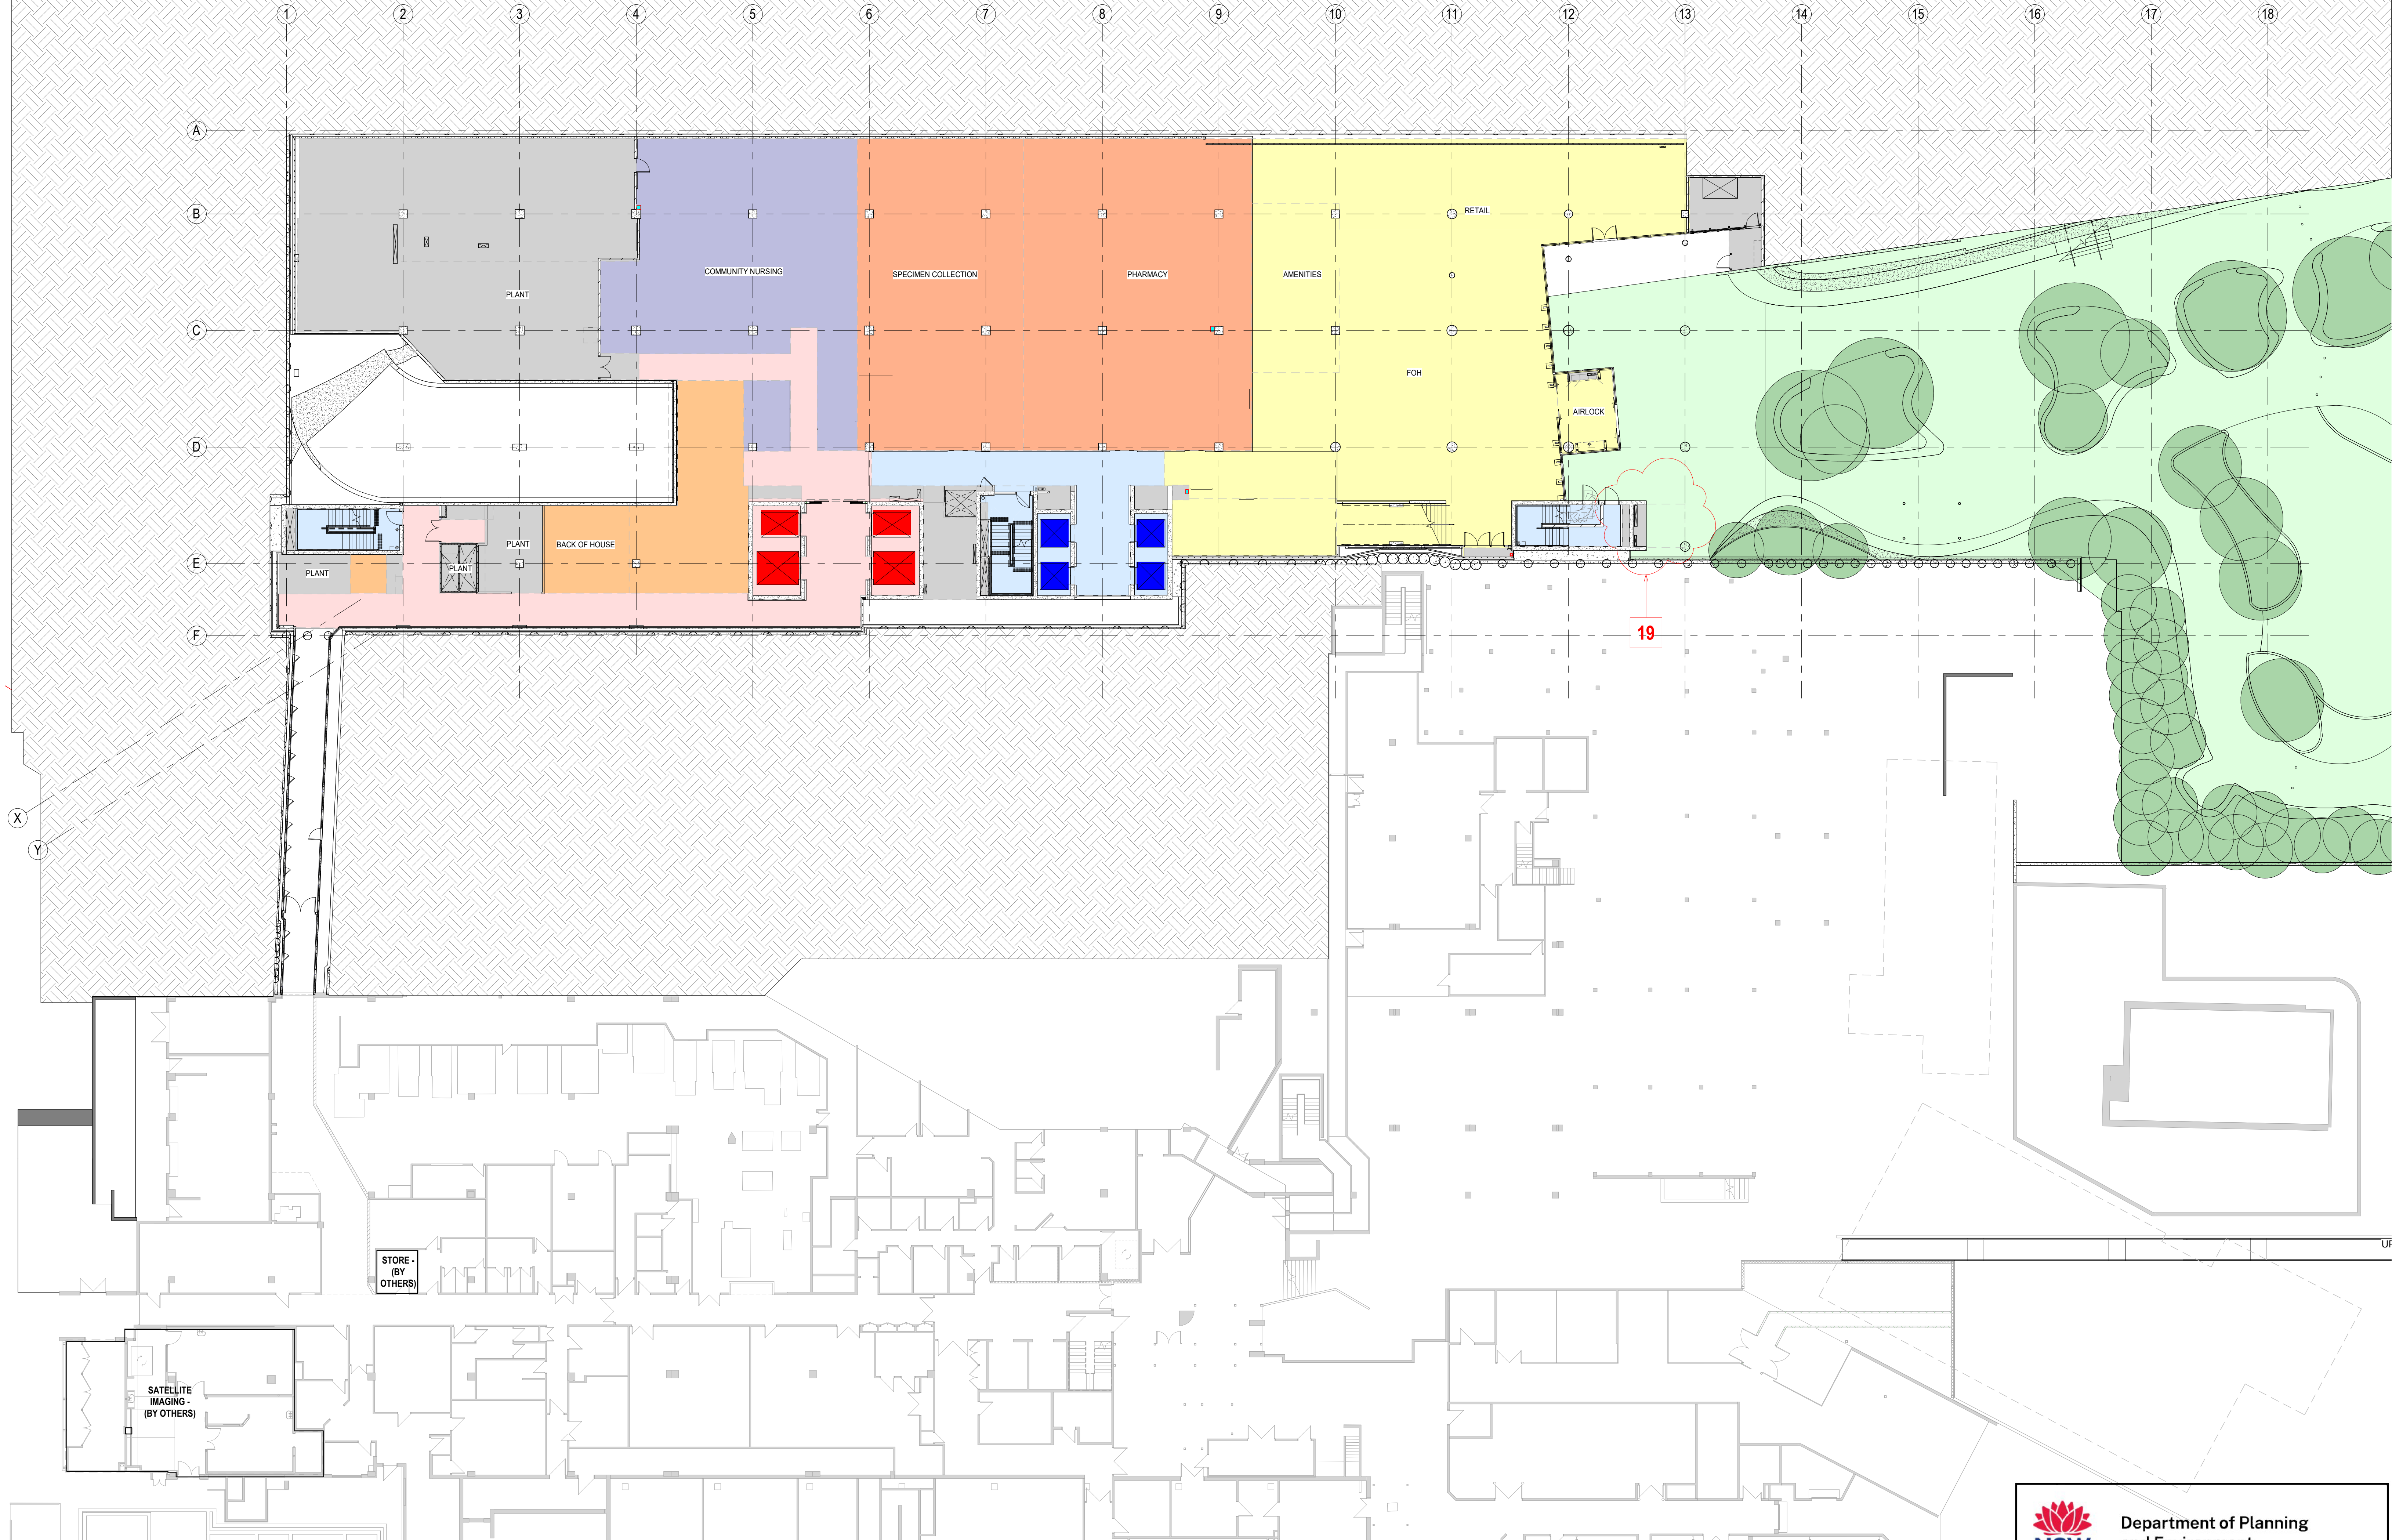 1 2 3 4 5 6 7 8 9 10 11 12 13 14 15 16 17 18
A
B
RETAIL
COMMUNITY NURSING
SPECIMEN COLLECTION
PHARMACY
AMENITIES
PLANT
C
FOH
AIRLOCK
D
PLANT
BACK OF HOUSE
E
PLANT
PLANT
F
19
X
Y
UP
STORE -
(BY
OTHERS)
SATELLITE
IMAGING -
(BY OTHERS)
Department of Planning